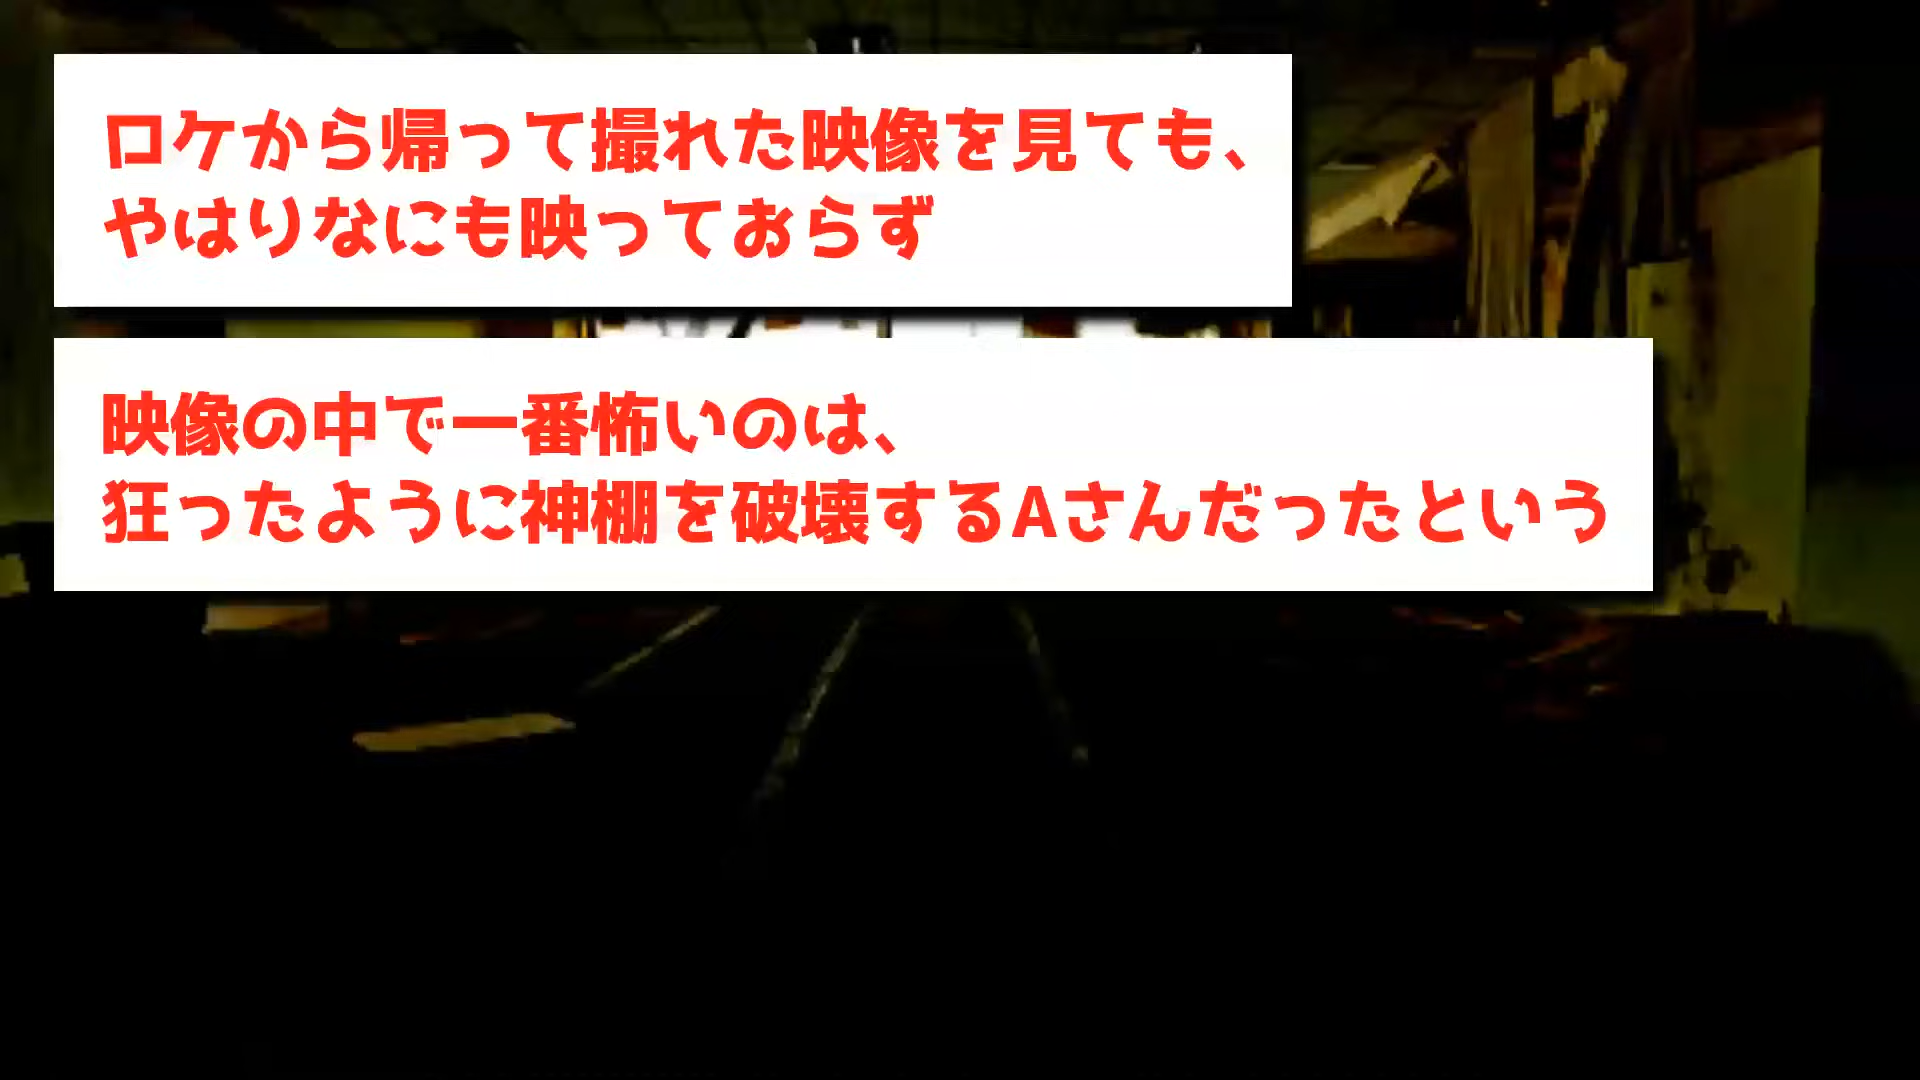 ロケから帰って撮れた映像を見ても、
やはりなにも映っておらず
映像の中で一番怖いのは、
狂ったように神棚を破壊するAさんだったという